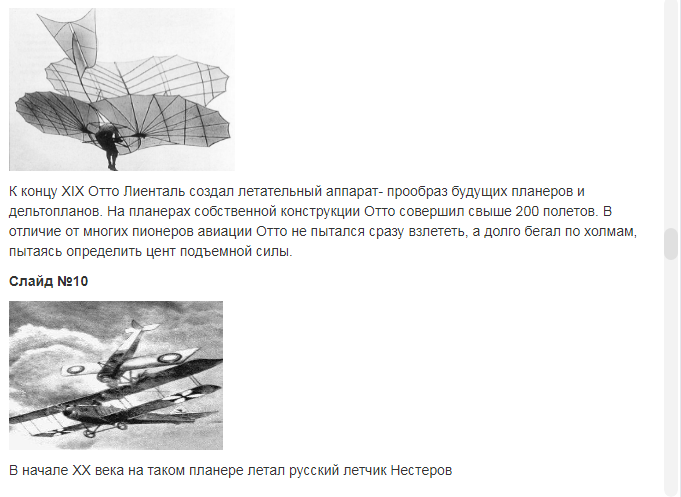 К концу XIX Отто Лиенталь создал летательный аппарат- прообраз будущих планеров и
дельтопланов. На планерах собственной конструкции Отто совершил свыше 200 полетов. В
отличие от многих пионеров авиации Отто не пытался сразу взлететь, а долго бегал по холмам,
пытаясь определить цент подъемной силы.
Слайд №10
В начале XX века на таком планере летал русский летчик Нестеров